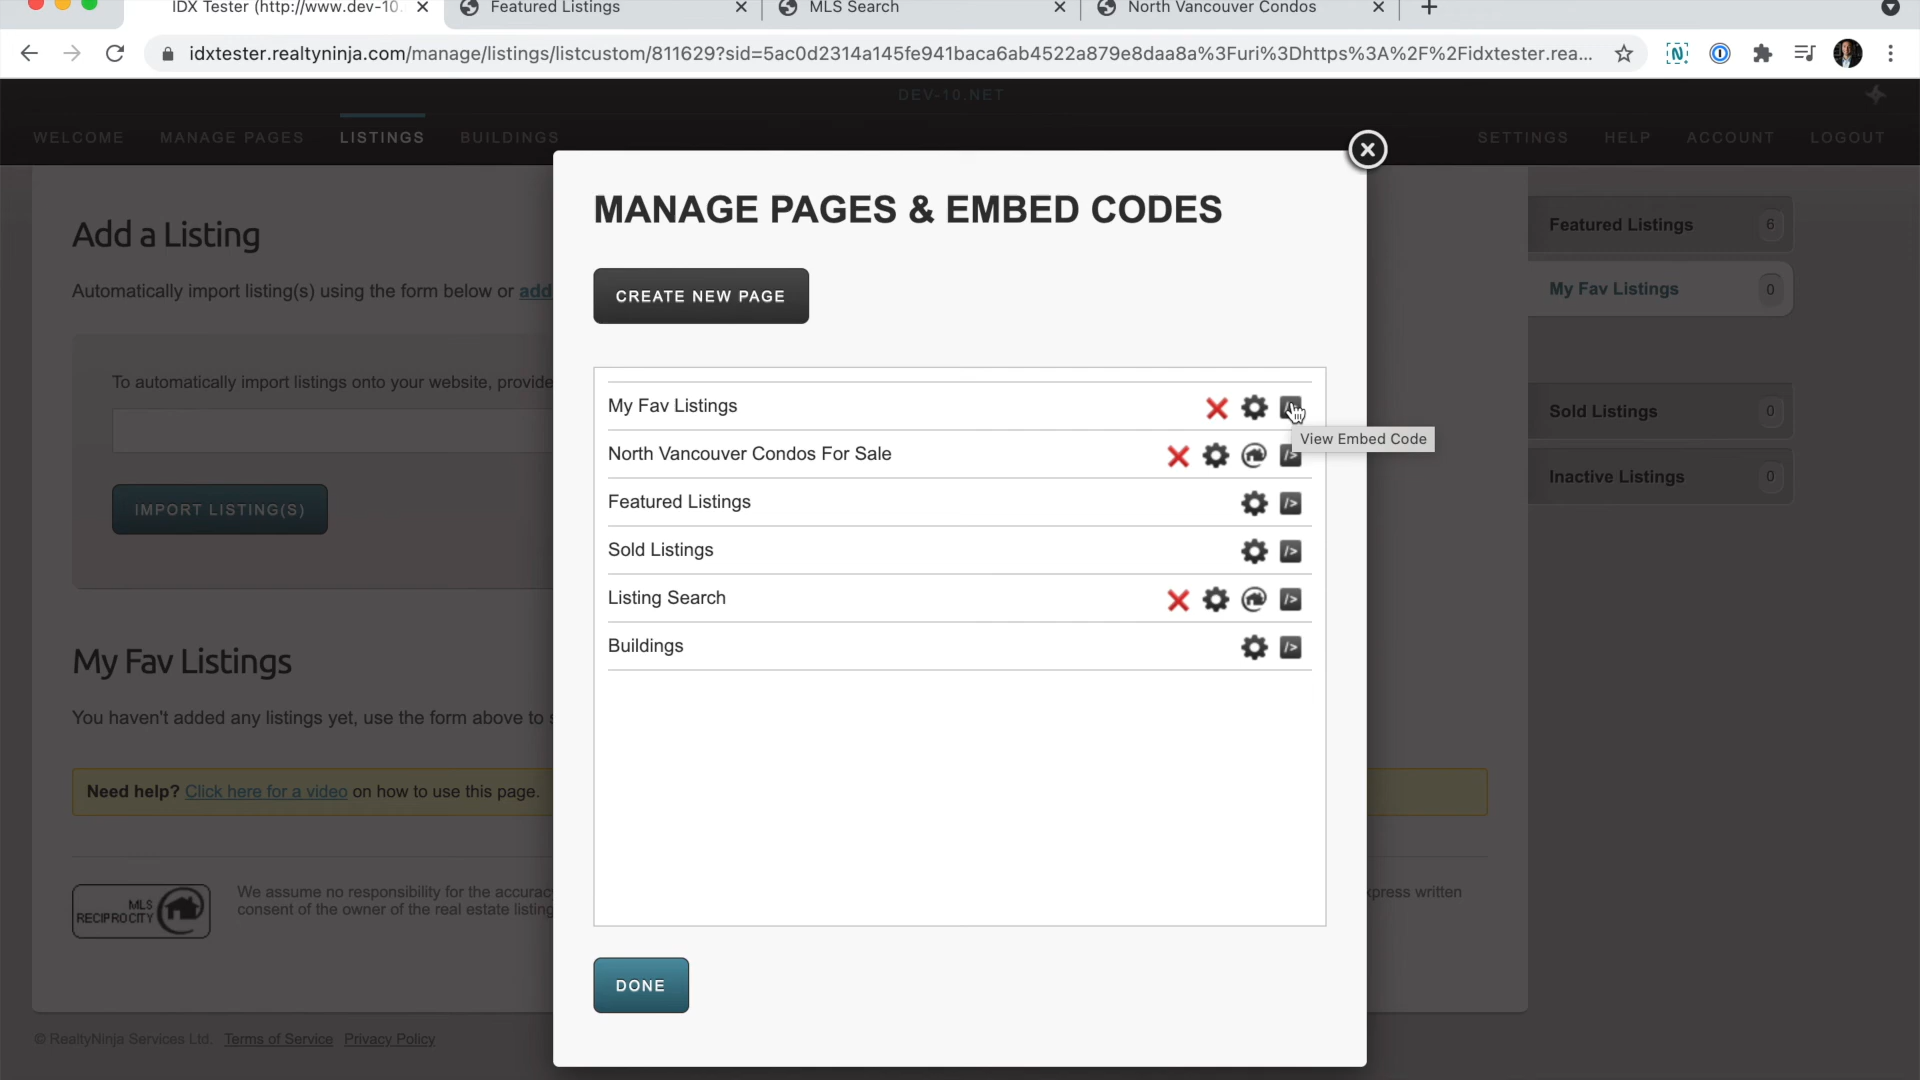 IDX Tester (http://www.dev-10.
Featured Listings
MLS Search
North Vancouver Condos
idxtester.realtyninja.com/manage/listings/listcustom/811629?sid=5ac0d2314a145fe941baca6ab4522a879e8daa8a%3Furi%3Dhttps%3A%2F%2Fidxtester.rea...
DEV-10.NET
WELCOME
MANAGE PAGES
LISTINGS
BUILDINGS
SETTINGS
HELP
ACCOUNT
LOGOUT
Add a Listing
Automatically import listing(s) using the form below or add
To automatically import listings onto your website, provide
IMPORT LISTING(S)
My Fav Listings
You haven't added any listings yet, use the form above to s
Need help? Click here for a video on how to use this page.
MLS
RECIPROCITY
We assume no responsibility for the accurac
xpress written
consent of the owner of the real estate listing
© RealtyNinja Services Ltd. Terms of Service Privacy Policy
MANAGE PAGES & EMBED CODES
CREATE NEW PAGE
My Fav Listings
View Embed Code
North Vancouver Condos For Sale
Featured Listings
Sold Listings
Listing Search
Buildings
DONE
Featured Listings 6
My Fav Listings 0
Sold Listings 0
Inactive Listings 0